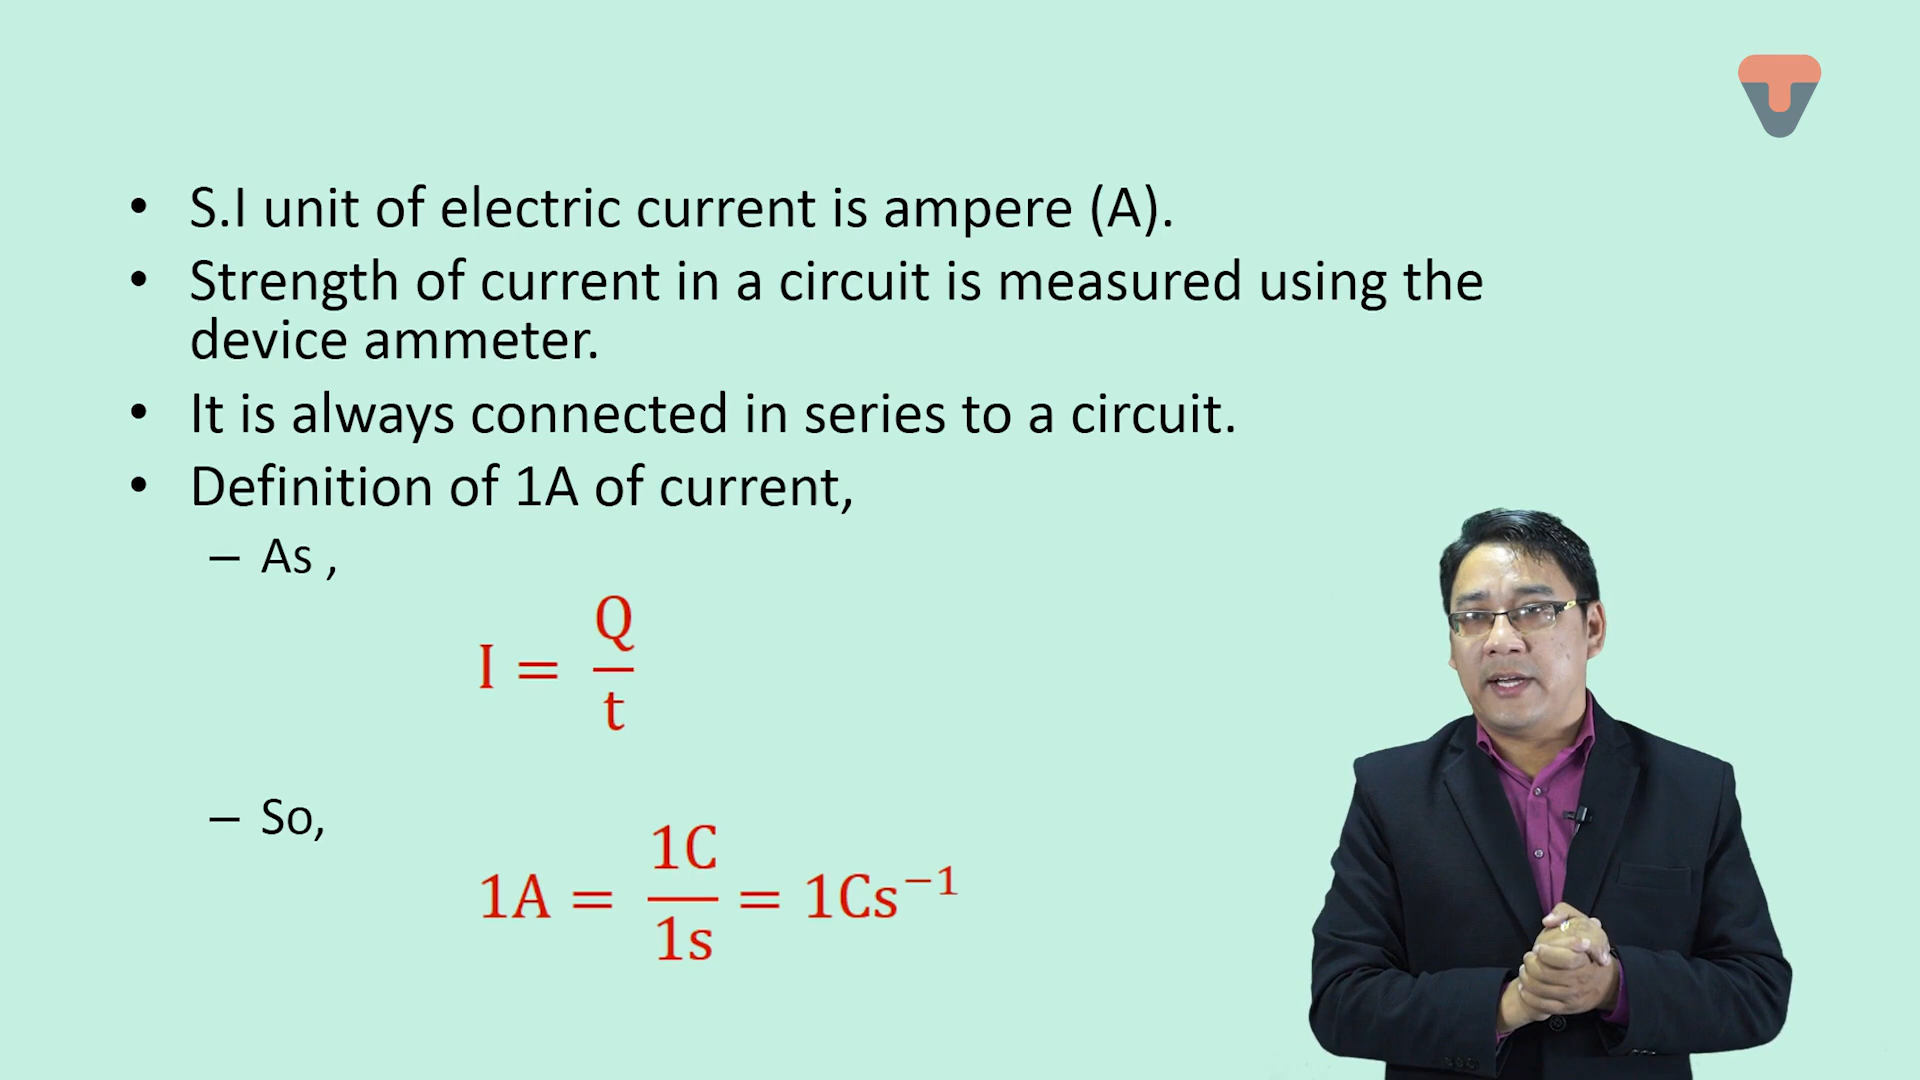 • S.I unit of electric current is ampere (A).
• Strength of current in a circuit is measured using the
device ammeter.
• It is always connected in series to a circuit.
• Definition of 1A of current,
– As ,
I = Q/t
– So,
1A = 1C/1s = 1Cs⁻¹